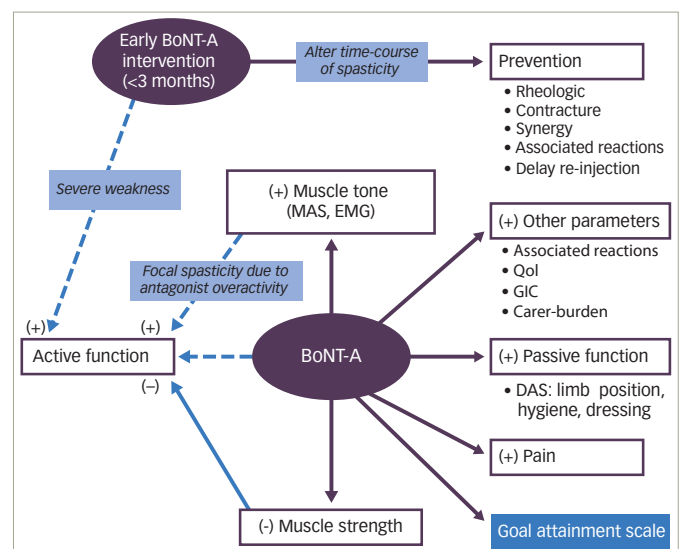 Early BoNT-A
intervention
(<3 months)
Alter time-course
of spasticity
Prevention
• Rheologic
• Contracture
• Synergy
• Associated reactions
• Delay re-injection
Severe weakness
(+) Muscle tone
(MAS, EMG)
(+) Other parameters
• Associated reactions
• Qol
• GIC
• Carer-burden
Focal spasticity due to
antagonist overactivity
(+)
(+)
Active function
(–)
BoNT-A
(+) Passive function
• DAS: limb position,
hygiene, dressing
(+) Pain
(-) Muscle strength
Goal attainment scale